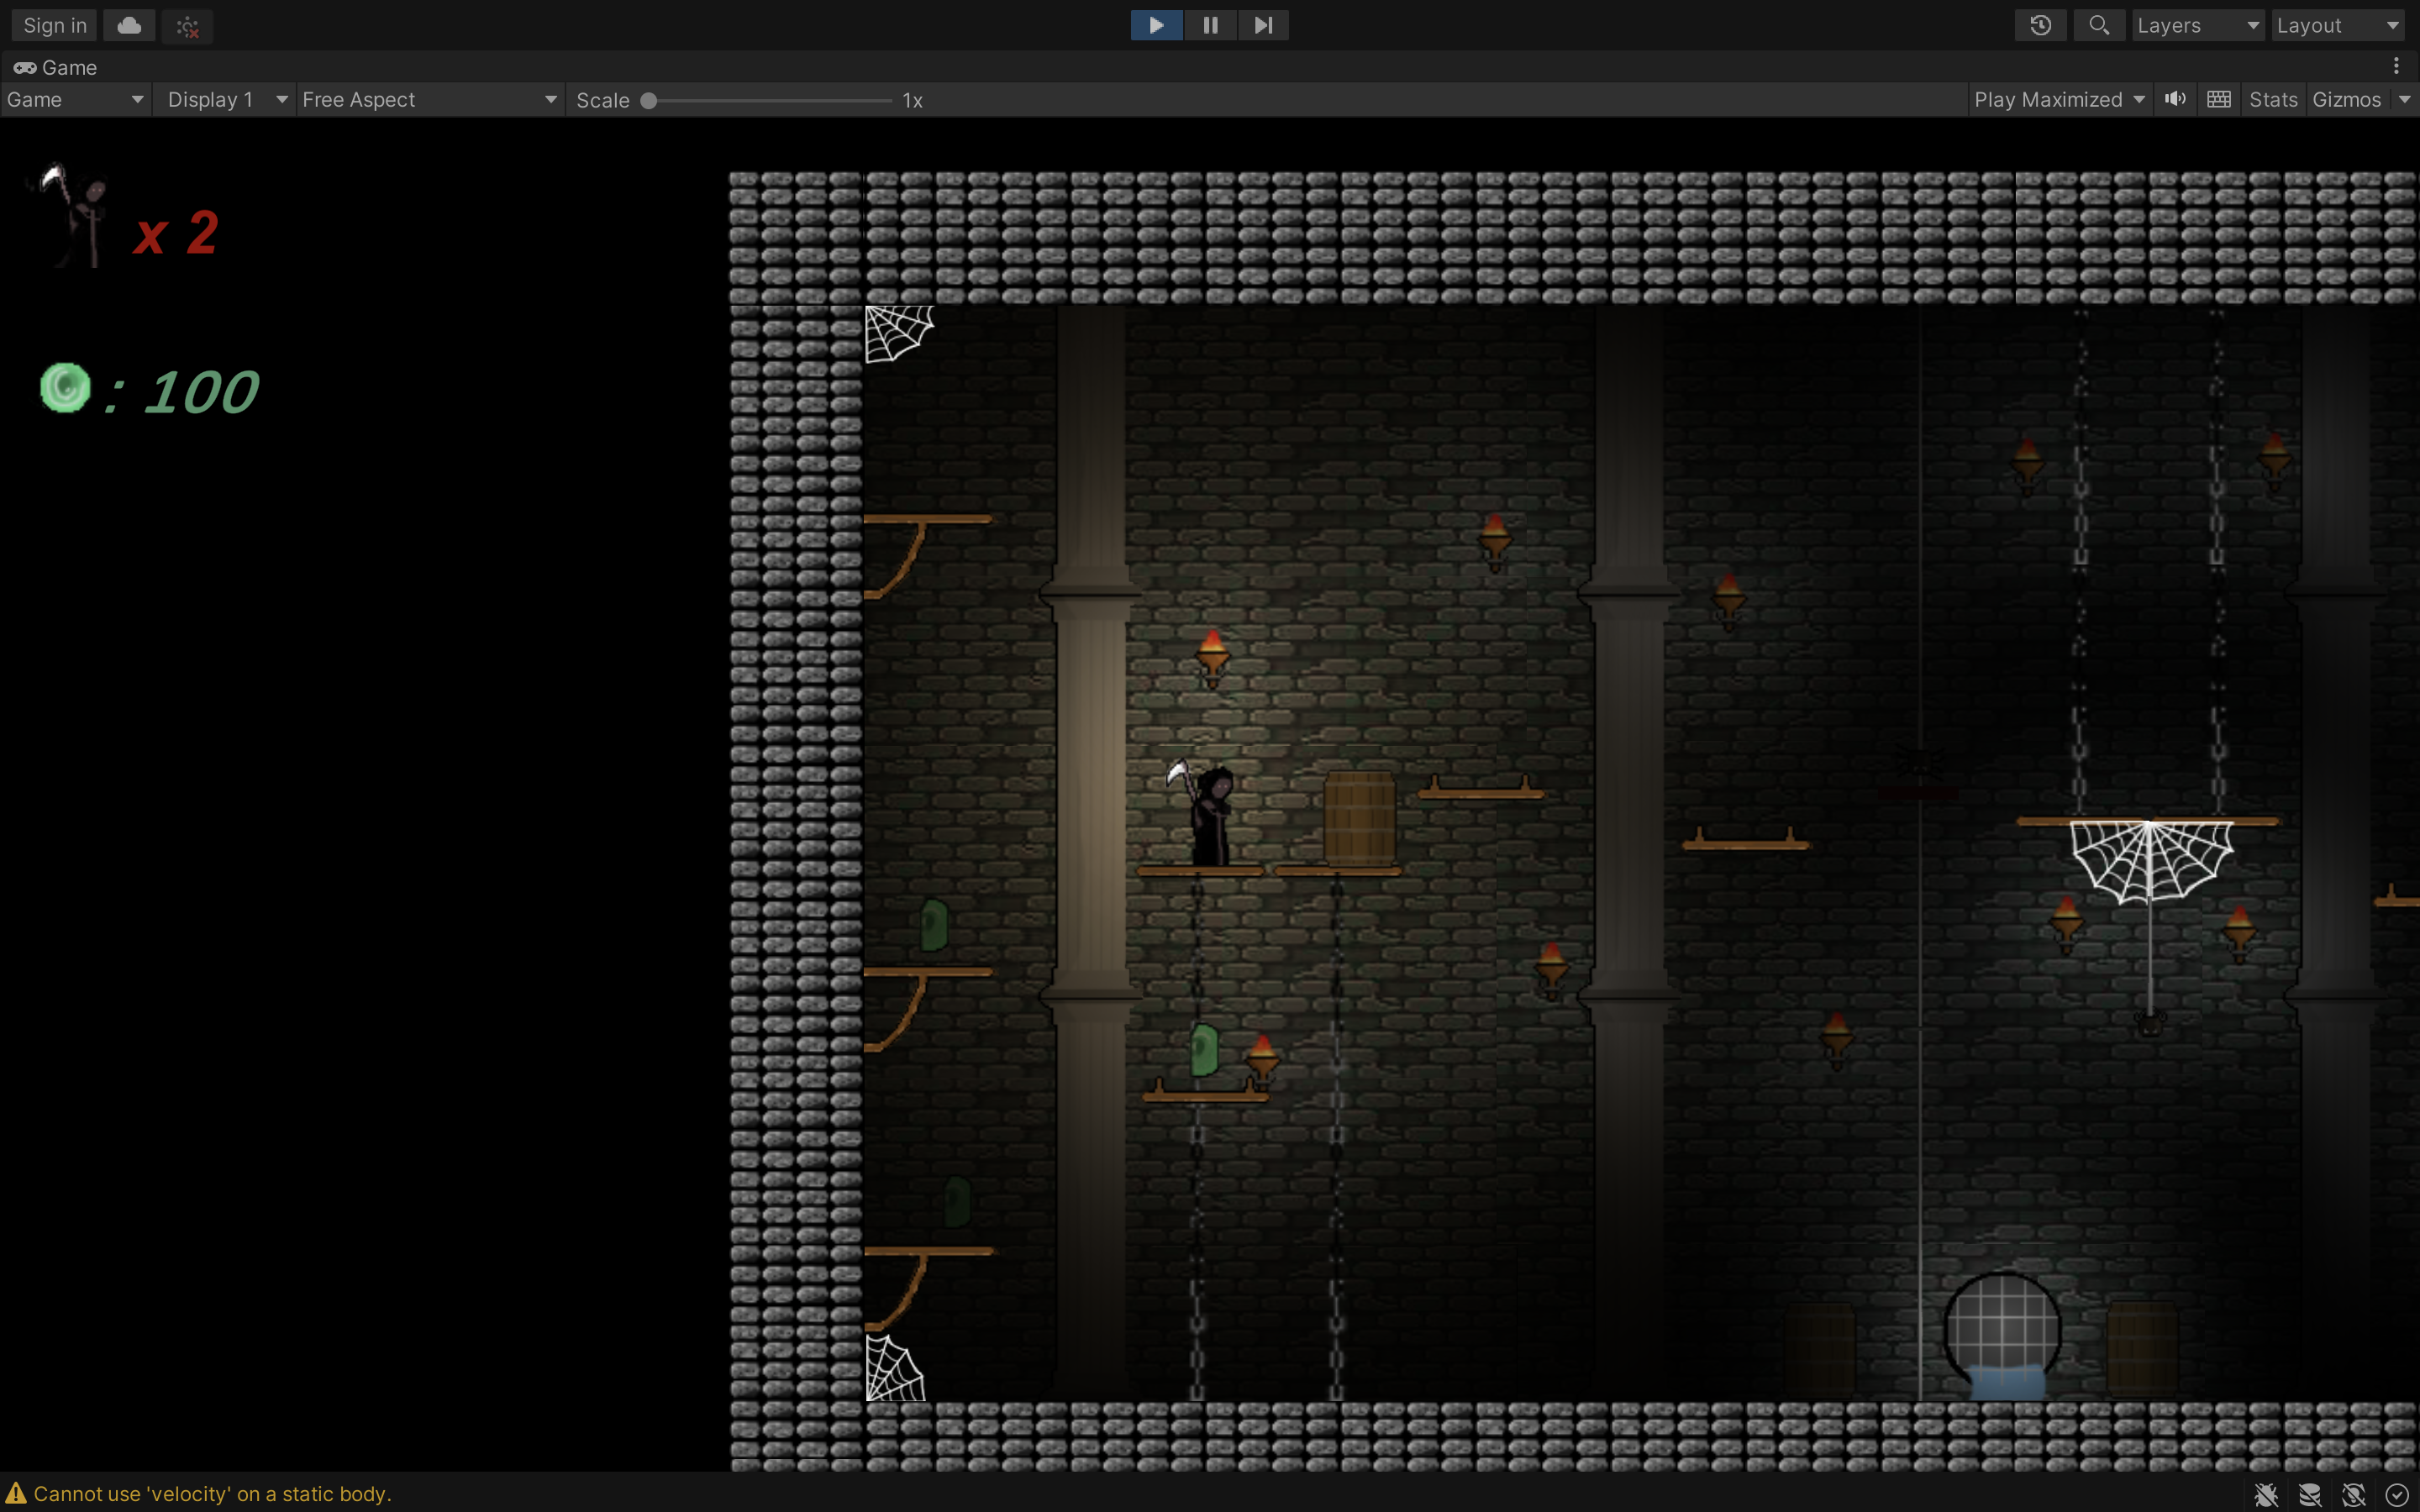 Sign in
Layers
Layout
Game
Game
Display 1
Free Aspect
Scale
1x
Play Maximized
Stats
Gizmos
x 2
: 100
Cannot use 'velocity' on a static body.